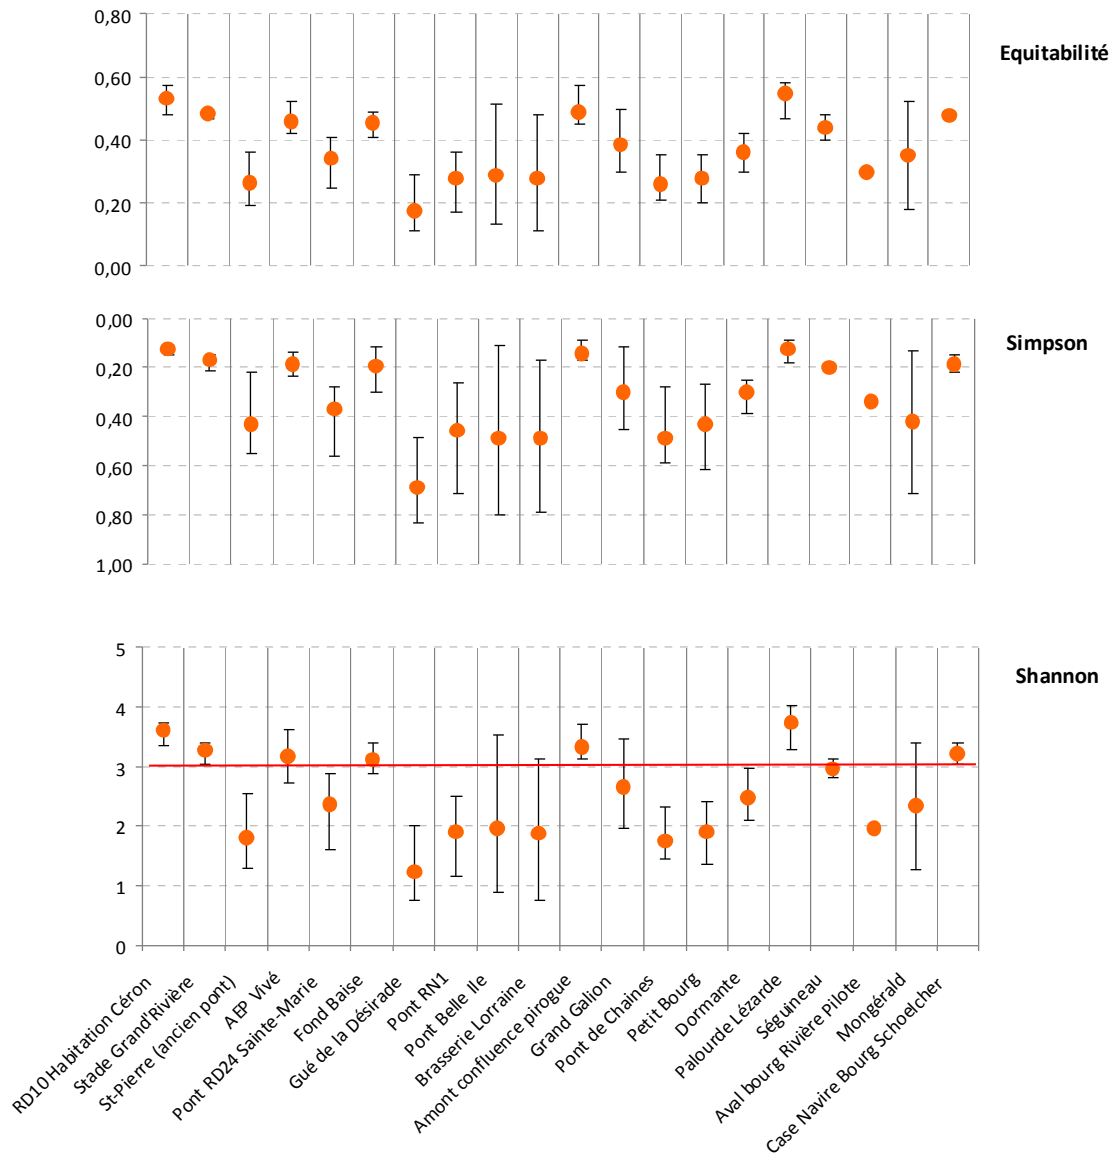 0,80
0,60
0,40
0,20
0,00
Equitabilité
0,00
0,20
0,40
0,60
0,80
1,00
Simpson
5
4
3
2
1
0
Shannon
RD10 Habitation Céron
Stade Grand'Rivière
St-Pierre (ancien pont)
AEP Vivé
Pont RD24 Sainte-Marie
Fond Baise
Gué de la Désirade
Pont RN1
Pont Belle Ile
Brasserie Lorraine
Amont confluence pirogue
Grand Galion
Pont de Chaines
Petit Bourg
Dormante
Palourde Lézarde
Séguineau
Aval bourg Rivière Pilote
Mongérald
Case Navire Bourg Schoelcher